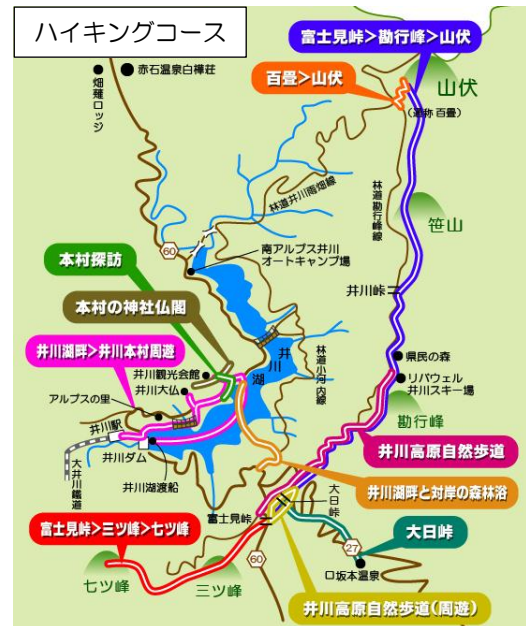 ハイキングコース
富士見峠>勘行峰>山伏
赤石温泉白樺荘
畑薙ロッジ
百畳>山伏
山伏
(通称 百畳)
林道井川雨畑線
林道勘行峰線
笹山
60
南アルプス井川
オートキャンプ場
本村探訪
井川峠
本村の神社仏閣
井川湖畔>井川本村周遊
井川湖
林道小河内線
県民の森
井川観光会館
リバウェル
井川スキー場
井川大仏
アルプスの里
勘行峰
井川駅
井川高原自然歩道
大井川鐵道
井川ダム
井川湖渡船
井川湖畔と対岸の森林浴
大日峠
富士見峠
富士見峠>三ツ峰>七ツ峰
大日峠
27
60
口坂本温泉
七ツ峰
三ツ峰
井川高原自然歩道(周遊)